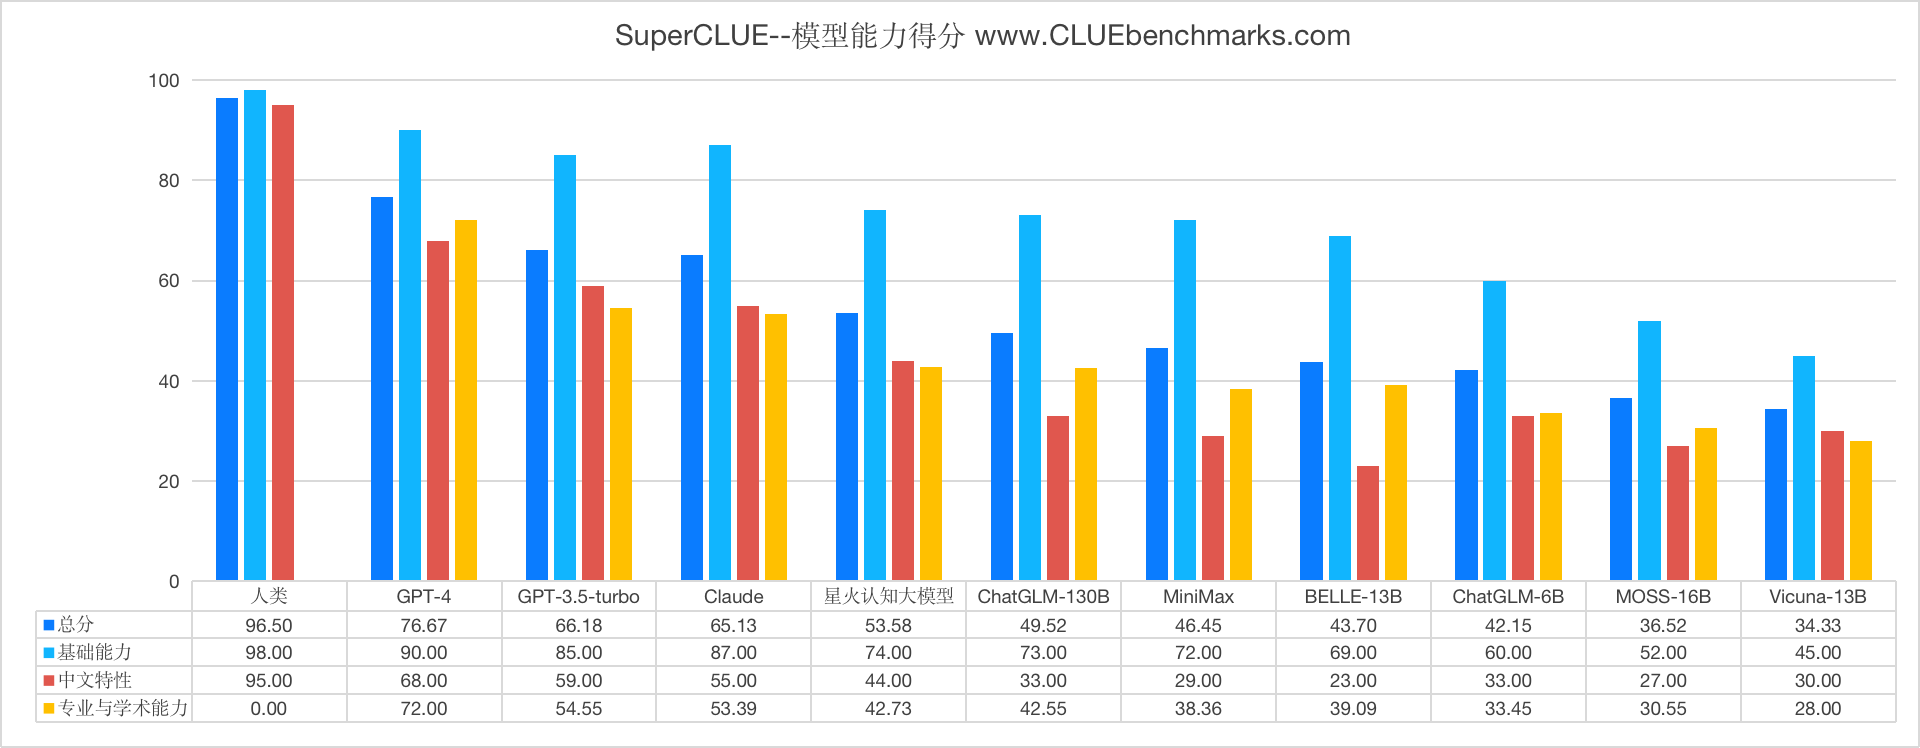 SuperCLUE--模型能力得分 www.CLUEbenchmarks.com
100
80
60
40
20
0
人类 GPT-4 GPT-3.5-turbo Claude 星火认知大模型 ChatGLM-130B MiniMax BELLE-13B ChatGLM-6B MOSS-16B Vicuna-13B
总分 96.50 76.67 66.18 65.13 53.58 49.52 46.45 43.70 42.15 36.52 34.33
基础能力 98.00 90.00 85.00 87.00 74.00 73.00 72.00 69.00 60.00 52.00 45.00
中文特性 95.00 68.00 59.00 55.00 44.00 33.00 29.00 23.00 33.00 27.00 30.00
专业与学术能力 0.00 72.00 54.55 53.39 42.73 42.55 38.36 39.09 33.45 30.55 28.00